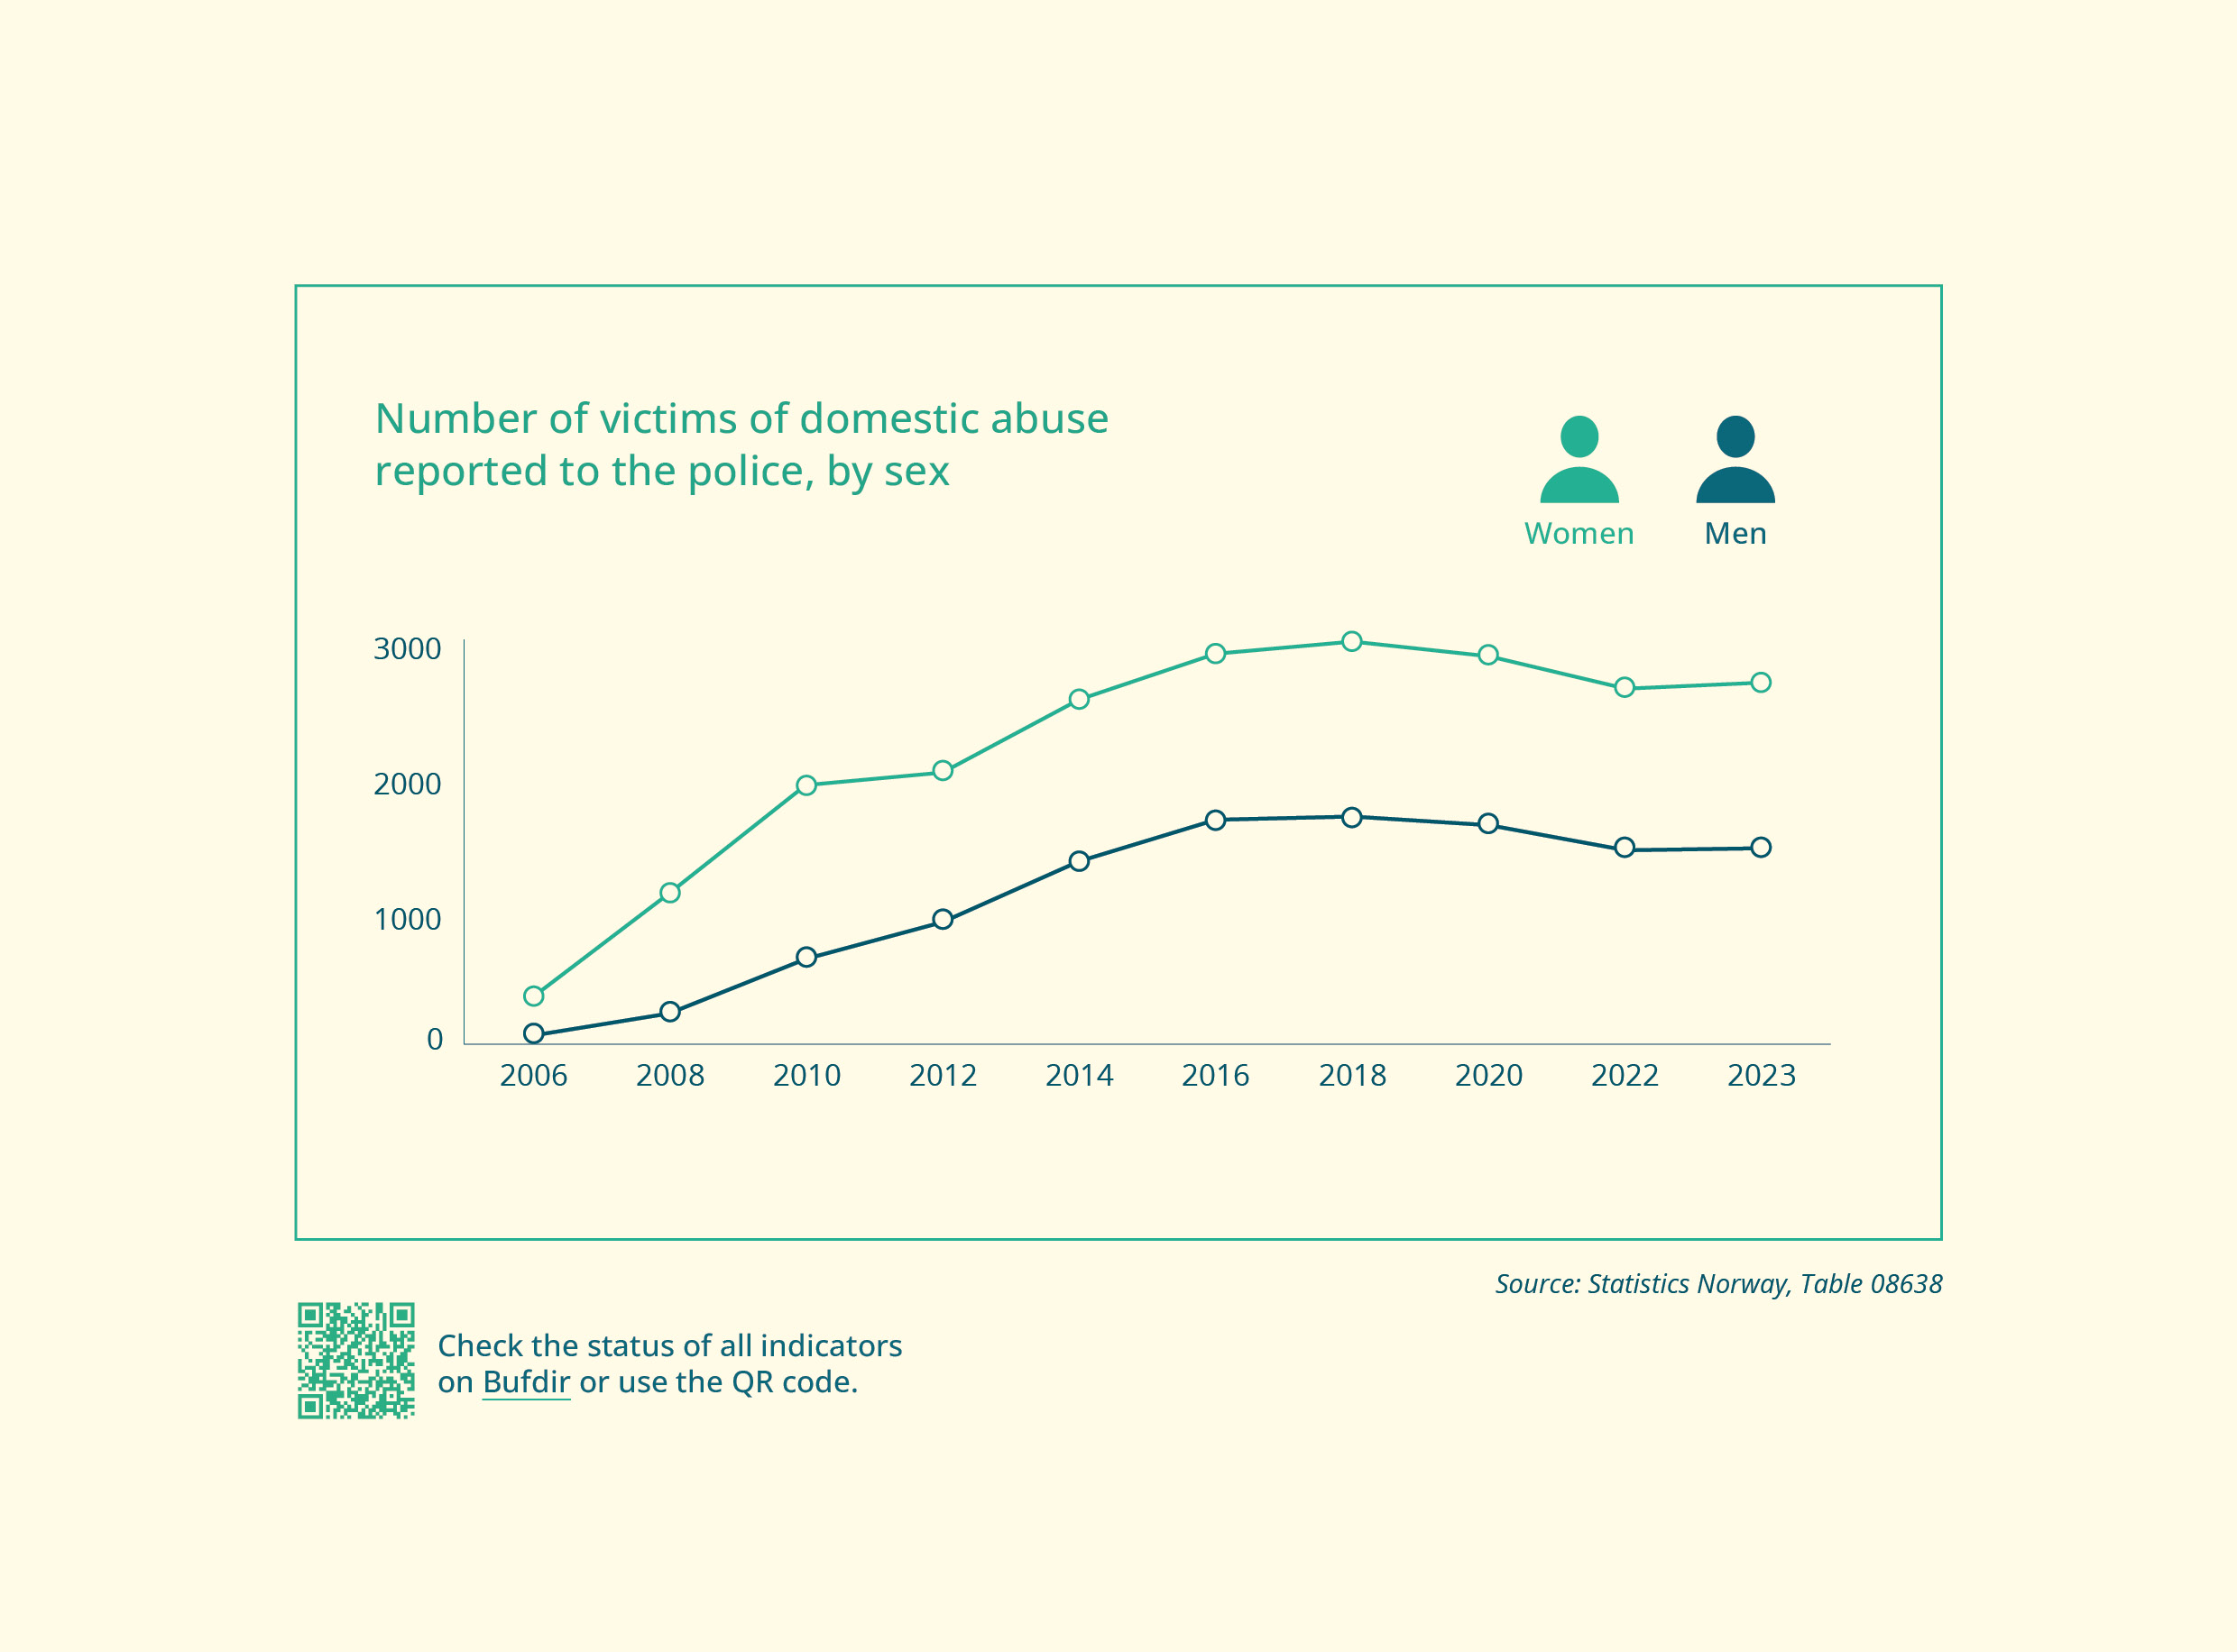 Number of victims of domestic abuse
reported to the police, by sex
Women
Men
3000
2000
1000
0
2006 2008 2010 2012 2014 2016 2018 2020 2022 2023
Source: Statistics Norway, Table 08638
Check the status of all indicators
on Bufdir or use the QR code.